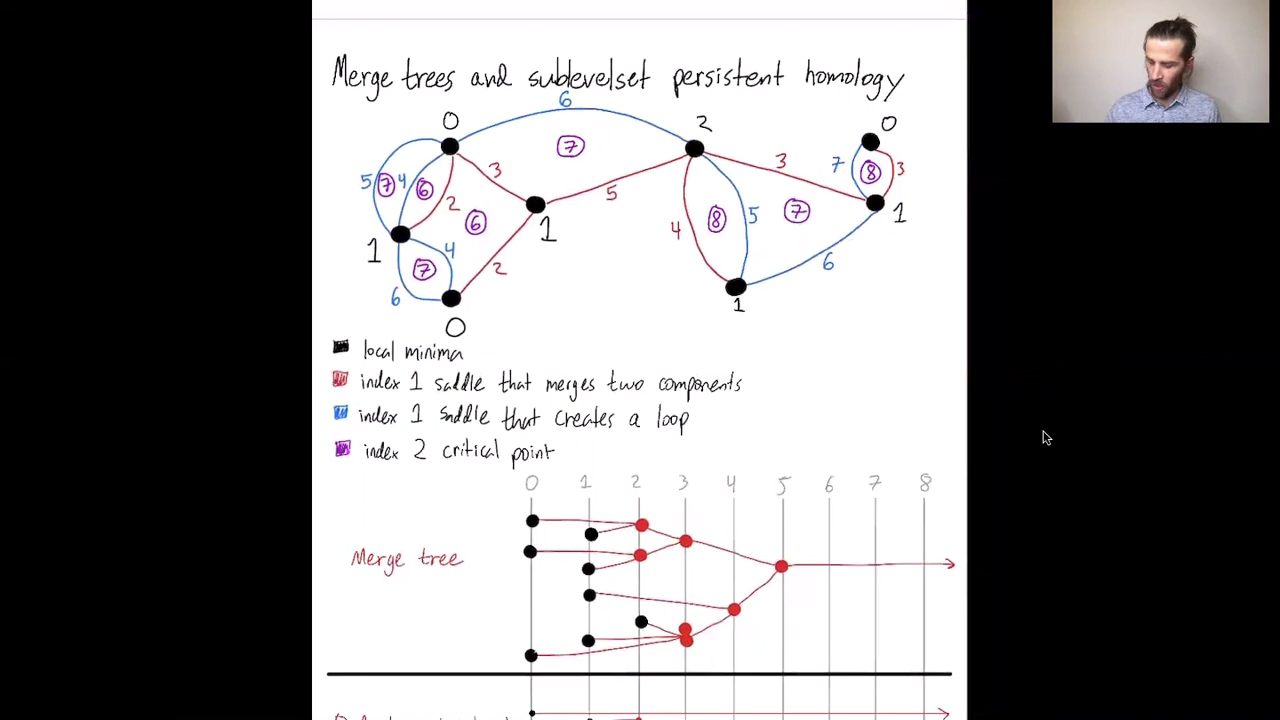 Merge trees and sublevelset persistent homology
6
0 2 0
5 7 4 6 2 3 6 7 5 3 7 8 3
1 1 4 8 5 7 1
4 7 2 6
6
0 1
local minima
index 1 saddle that merges two components
index 1 saddle that creates a loop
index 2 critical point
0 1 2 3 4 5 6 7 8
Merge tree